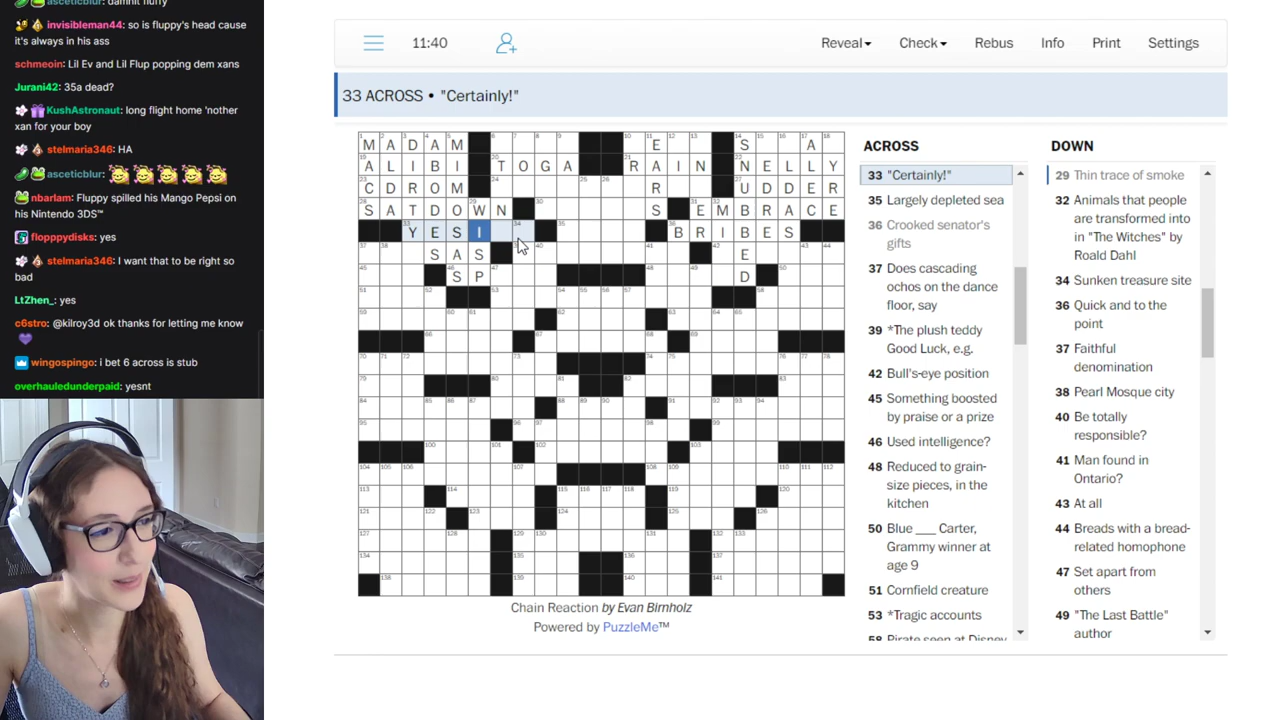 damnit fluffy
asceticblur:
invisibleman44: so is fluppy's head cause
it's always in his ass
schmeoin: Lil Ev and Lil Flup popping dem xans
Jurani42: 35a dead?
KushAstronaut: long flight home 'nother
xan for your boy
stelmaria346: HA
asceticblur:
nbarlam: Fluppy spilled his Mango Pepsi on
his Nintendo 3DS™
flopppydisks: yes
stelmaria346: I want that to be right so
bad
LtZhen_: yes
c6stro: @kilroy3d ok thanks for letting me know
wingospingo: i bet 6 across is stub
overhauledunderpaid: yesnt
11:40
Reveal Check Rebus Info Print Settings
33 ACROSS • "Certainly!"
M A D A M E S A
A L I B I T O G A R A I N N E L L Y
C D R O M R U D D E R
S A T D O W N S E M B R A C E
Y E S I B R I B E S
S A S E
S P D
Chain Reaction by Evan Birnholz
Powered by PuzzleMe™
ACROSS
33 "Certainly!"
35 Largely depleted sea
36 Crooked senator's
gifts
37 Does cascading
ochos on the dance
floor, say
39 *The plush teddy
Good Luck, e.g.
42 Bull's-eye position
45 Something boosted
by praise or a prize
46 Used intelligence?
48 Reduced to grain-
size pieces, in the
kitchen
50 Blue ___ Carter,
Grammy winner at
age 9
51 Cornfield creature
53 *Tragic accounts
58 Pirate seen at Disney
DOWN
29 Thin trace of smoke
32 Animals that people
are transformed into
in "The Witches" by
Roald Dahl
34 Sunken treasure site
36 Quick and to the
point
37 Faithful
denomination
38 Pearl Mosque city
40 Be totally
responsible?
41 Man found in
Ontario?
43 At all
44 Breads with a bread-
related homophone
47 Set apart from
others
49 "The Last Battle"
author